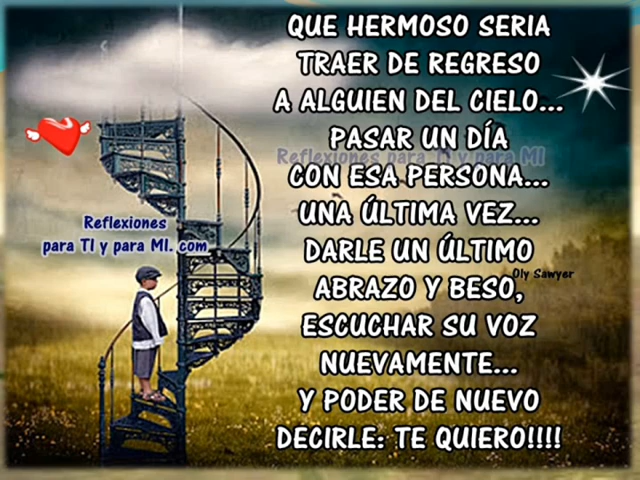 QUE HERMOSO SERIA
TRAER DE REGRESO
A ALGUIEN DEL CIELO...
PASAR UN DÍA
Reflexiones para TI y para MI
CON ESA PERSONA...
UNA ÚLTIMA VEZ...
DARLE UN ÚLTIMO
Oly Sawyer
ABRAZO Y BESO,
ESCUCHAR SU VOZ
NUEVAMENTE...
Y PODER DE NUEVO
DECIRLE: TE QUIERO!!!!
Reflexiones
para TI y para MI. com